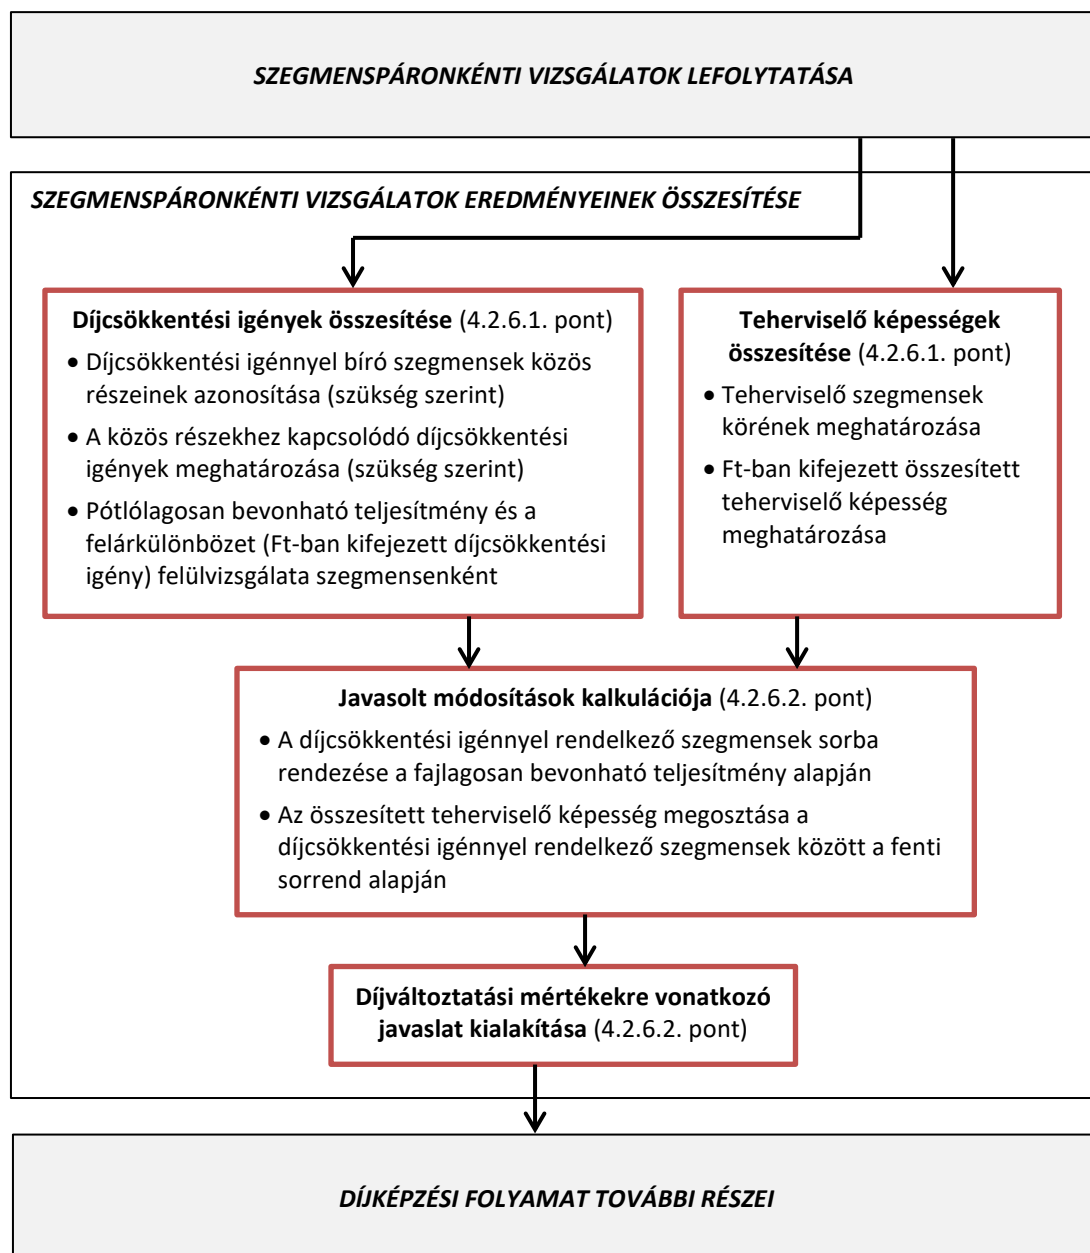 SZEGMENSPÁRONKÉNTI VIZSGÁLATOK LEFOLYTATÁSA
SZEGMENSPÁRONKÉNTI VIZSGÁLATOK EREDMÉNYEINEK ÖSSZESÍTÉSE
Díjcsökkentési igények összesítése (4.2.6.1. pont)
• Díjcsökkentési igénnyel bíró szegmensek közös
részeinek azonosítása (szükség szerint)
• A közös részekhez kapcsolódó díjcsökkentési
igények meghatározása (szükség szerint)
• Pótlólagosan bevonható teljesítmény és a
felárkülönbözet (Ft-ban kifejezett díjcsökkentési
igény) felülvizsgálata szegmensenként
Teherviselő képességek
összesítése (4.2.6.1. pont)
• Teherviselő szegmensek
körének meghatározása
• Ft-ban kifejezett összesített
teherviselő képesség
meghatározása
Javasolt módosítások kalkulációja (4.2.6.2. pont)
• A díjcsökkentési igénnyel rendelkező szegmensek sorba
rendezése a fajlagosan bevonható teljesítmény alapján
• Az összesített teherviselő képesség megosztása a
díjcsökkentési igénnyel rendelkező szegmensek között a fenti
sorrend alapján
Díjváltoztatási mértékekre vonatkozó
javaslat kialakítása (4.2.6.2. pont)
DÍJKÉPZÉSI FOLYAMAT TOVÁBBI RÉSZEI